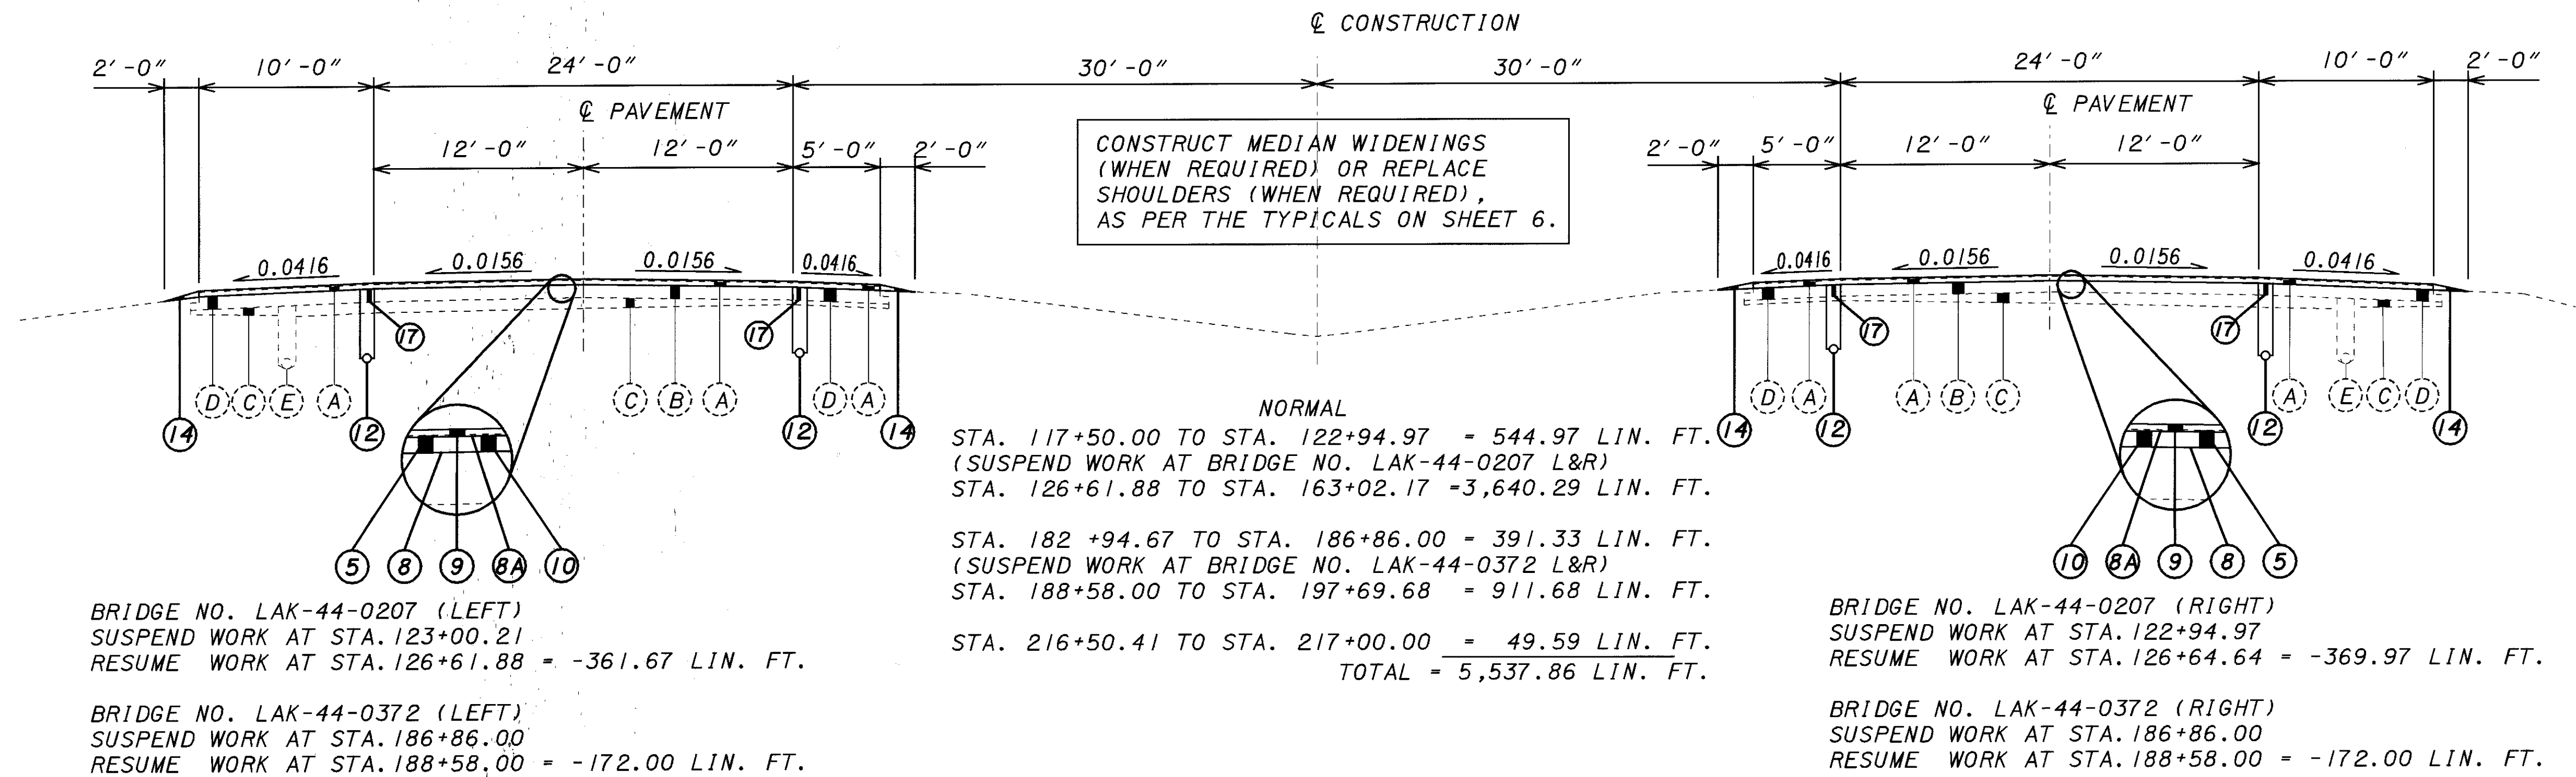 ℄ CONSTRUCTION
2'-0" 10'-0" 24'-0" 30'-0" 30'-0" 24'-0" 10'-0" 2'-0"
℄ PAVEMENT ℄ PAVEMENT
12'-0" 12'-0" 5'-0" 2'-0" 2'-0" 5'-0" 12'-0" 12'-0"
CONSTRUCT MEDIAN WIDENINGS
(WHEN REQUIRED) OR REPLACE
SHOULDERS (WHEN REQUIRED),
AS PER THE TYPICALS ON SHEET 6.
0.0416 0.0156 0.0156 0.0416 0.0416 0.0156 0.0156 0.0416
17 17 17 17
D C E A C B A D A D A A B C A E C D
14 12 12 14 14 12 12 14
5 8 9 8A 10 10 8A 9 8 5
NORMAL
STA. 117+50.00 TO STA. 122+94.97 = 544.97 LIN. FT.
(SUSPEND WORK AT BRIDGE NO. LAK-44-0207 L&R)
STA. 126+61.88 TO STA. 163+02.17 =3,640.29 LIN. FT.
STA. 182 +94.67 TO STA. 186+86.00 = 391.33 LIN. FT.
(SUSPEND WORK AT BRIDGE NO. LAK-44-0372 L&R)
STA. 188+58.00 TO STA. 197+69.68 = 911.68 LIN. FT.
STA. 216+50.41 TO STA. 217+00.00 = 49.59 LIN. FT.
TOTAL = 5,537.86 LIN. FT.
BRIDGE NO. LAK-44-0207 (LEFT)
SUSPEND WORK AT STA.123+00.21
RESUME WORK AT STA.126+61.88 = -361.67 LIN. FT.
BRIDGE NO. LAK-44-0372 (LEFT)
SUSPEND WORK AT STA.186+86.00
RESUME WORK AT STA.188+58.00 = -172.00 LIN. FT.
BRIDGE NO. LAK-44-0207 (RIGHT)
SUSPEND WORK AT STA.122+94.97
RESUME WORK AT STA.126+64.64 = -369.97 LIN. FT.
BRIDGE NO. LAK-44-0372 (RIGHT)
SUSPEND WORK AT STA.186+86.00
RESUME WORK AT STA.188+58.00 = -172.00 LIN. FT.